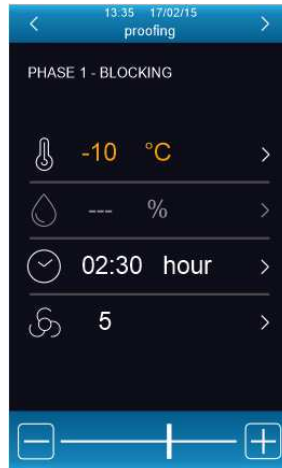 13:35 17/02/15
proofing
PHASE 1 - BLOCKING
-10 °C
--- %
02:30 hour
5